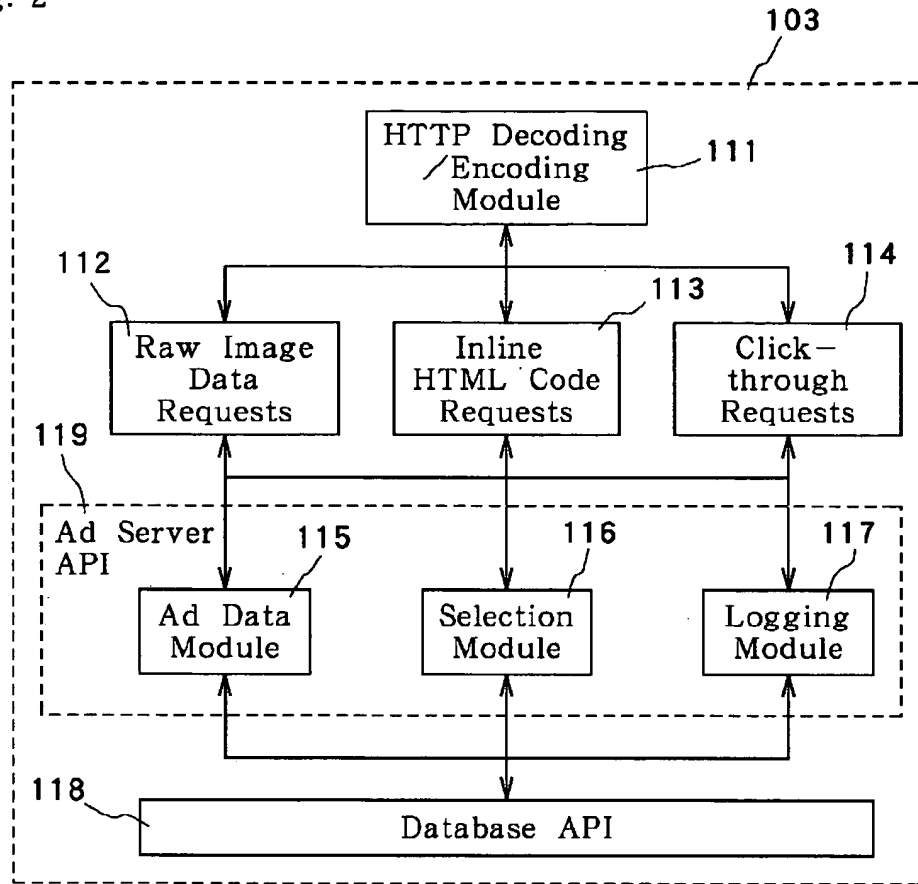 103
HTTP Decoding
/Encoding
Module
111
112
113
114
Raw Image
Data
Requests
Inline
HTML Code
Requests
Click-
through
Requests
119
Ad Server
API
115
116
117
Ad Data
Module
Selection
Module
Logging
Module
118
Database API